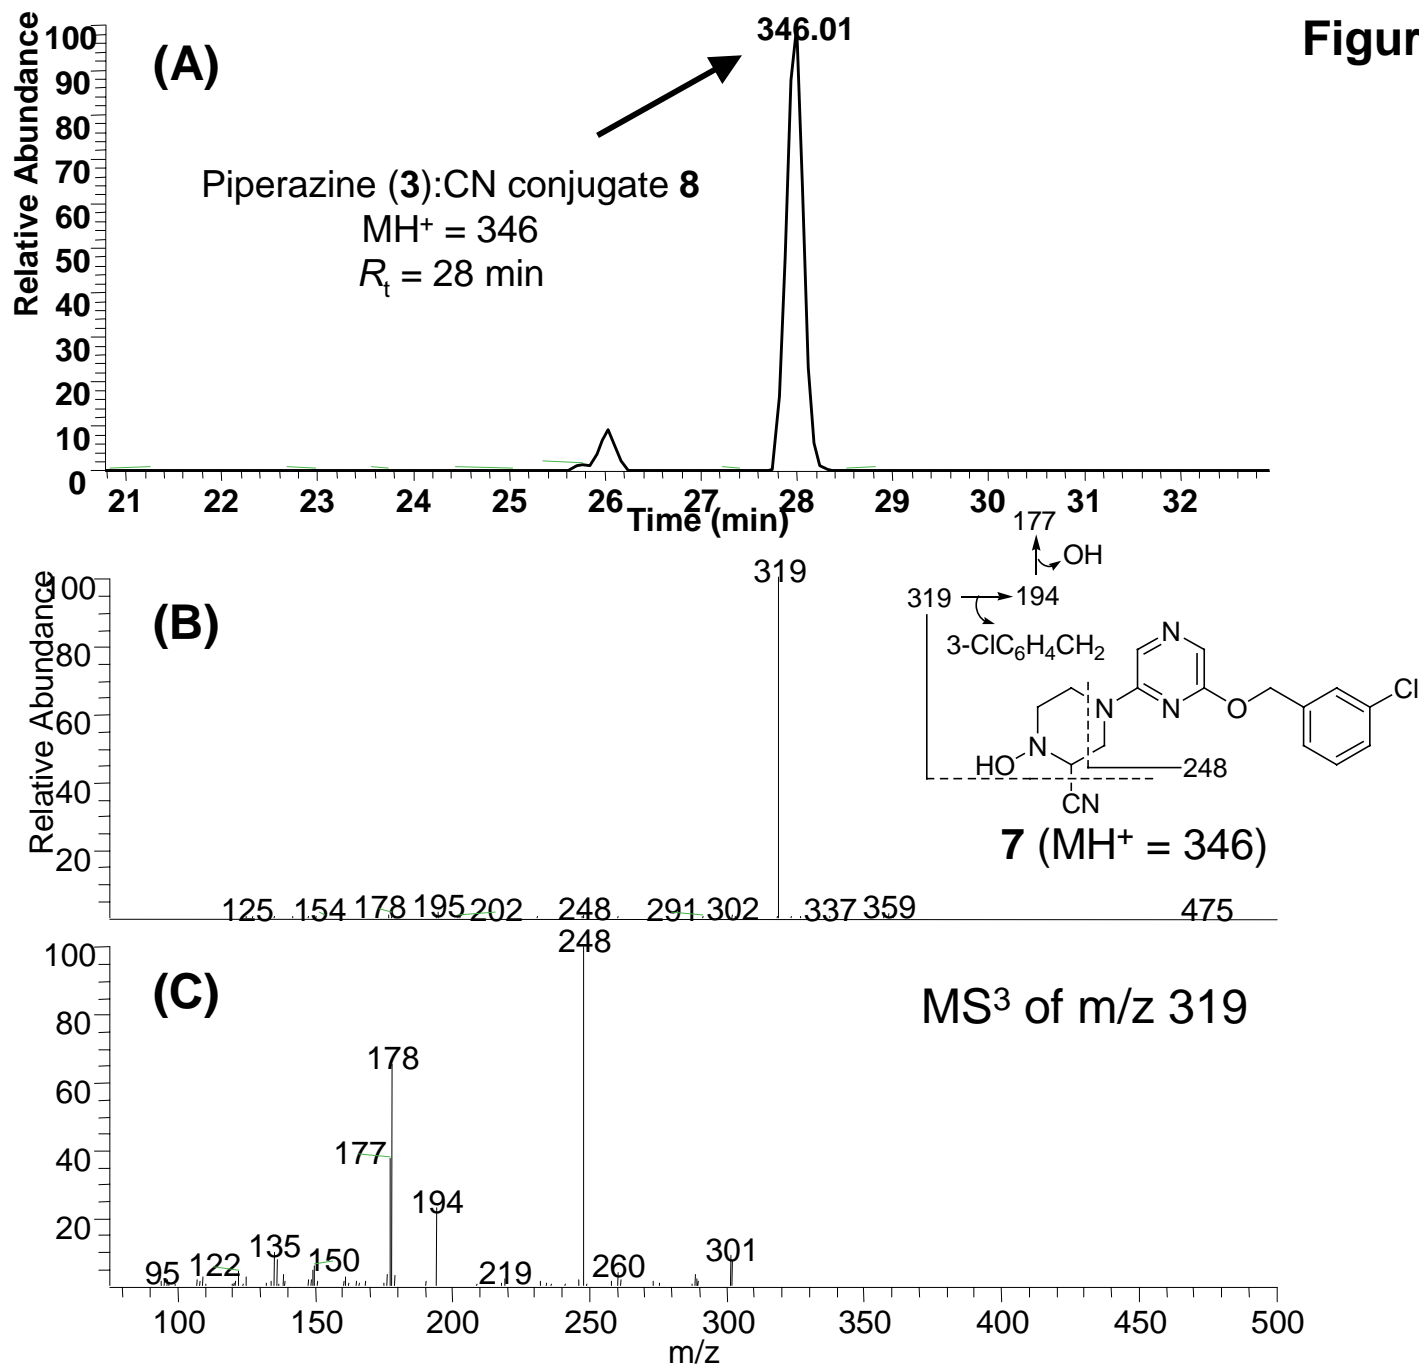 Figur
(A)
346.01
Piperazine (3):CN conjugate 8
MH+ = 346
Rt = 28 min
Relative Abundance
100
90
80
70
60
50
40
30
20
10
0
21 22 23 24 25 26 27 28 29 30 31 32
Time (min)
(B)
Relative Abundance
100
80
60
40
20
319
125 154 178 195 202 248 291 302 337 359 475
177
OH
319 194
3-ClC6H4CH2
N
N
N
O
Cl
N
HO
CN
248
7 (MH+ = 346)
(C)
MS3 of m/z 319
100
80
60
40
20
248
178
177
194
95 122 135 150 219 260 301
100 150 200 250 300 350 400 450 500
m/z